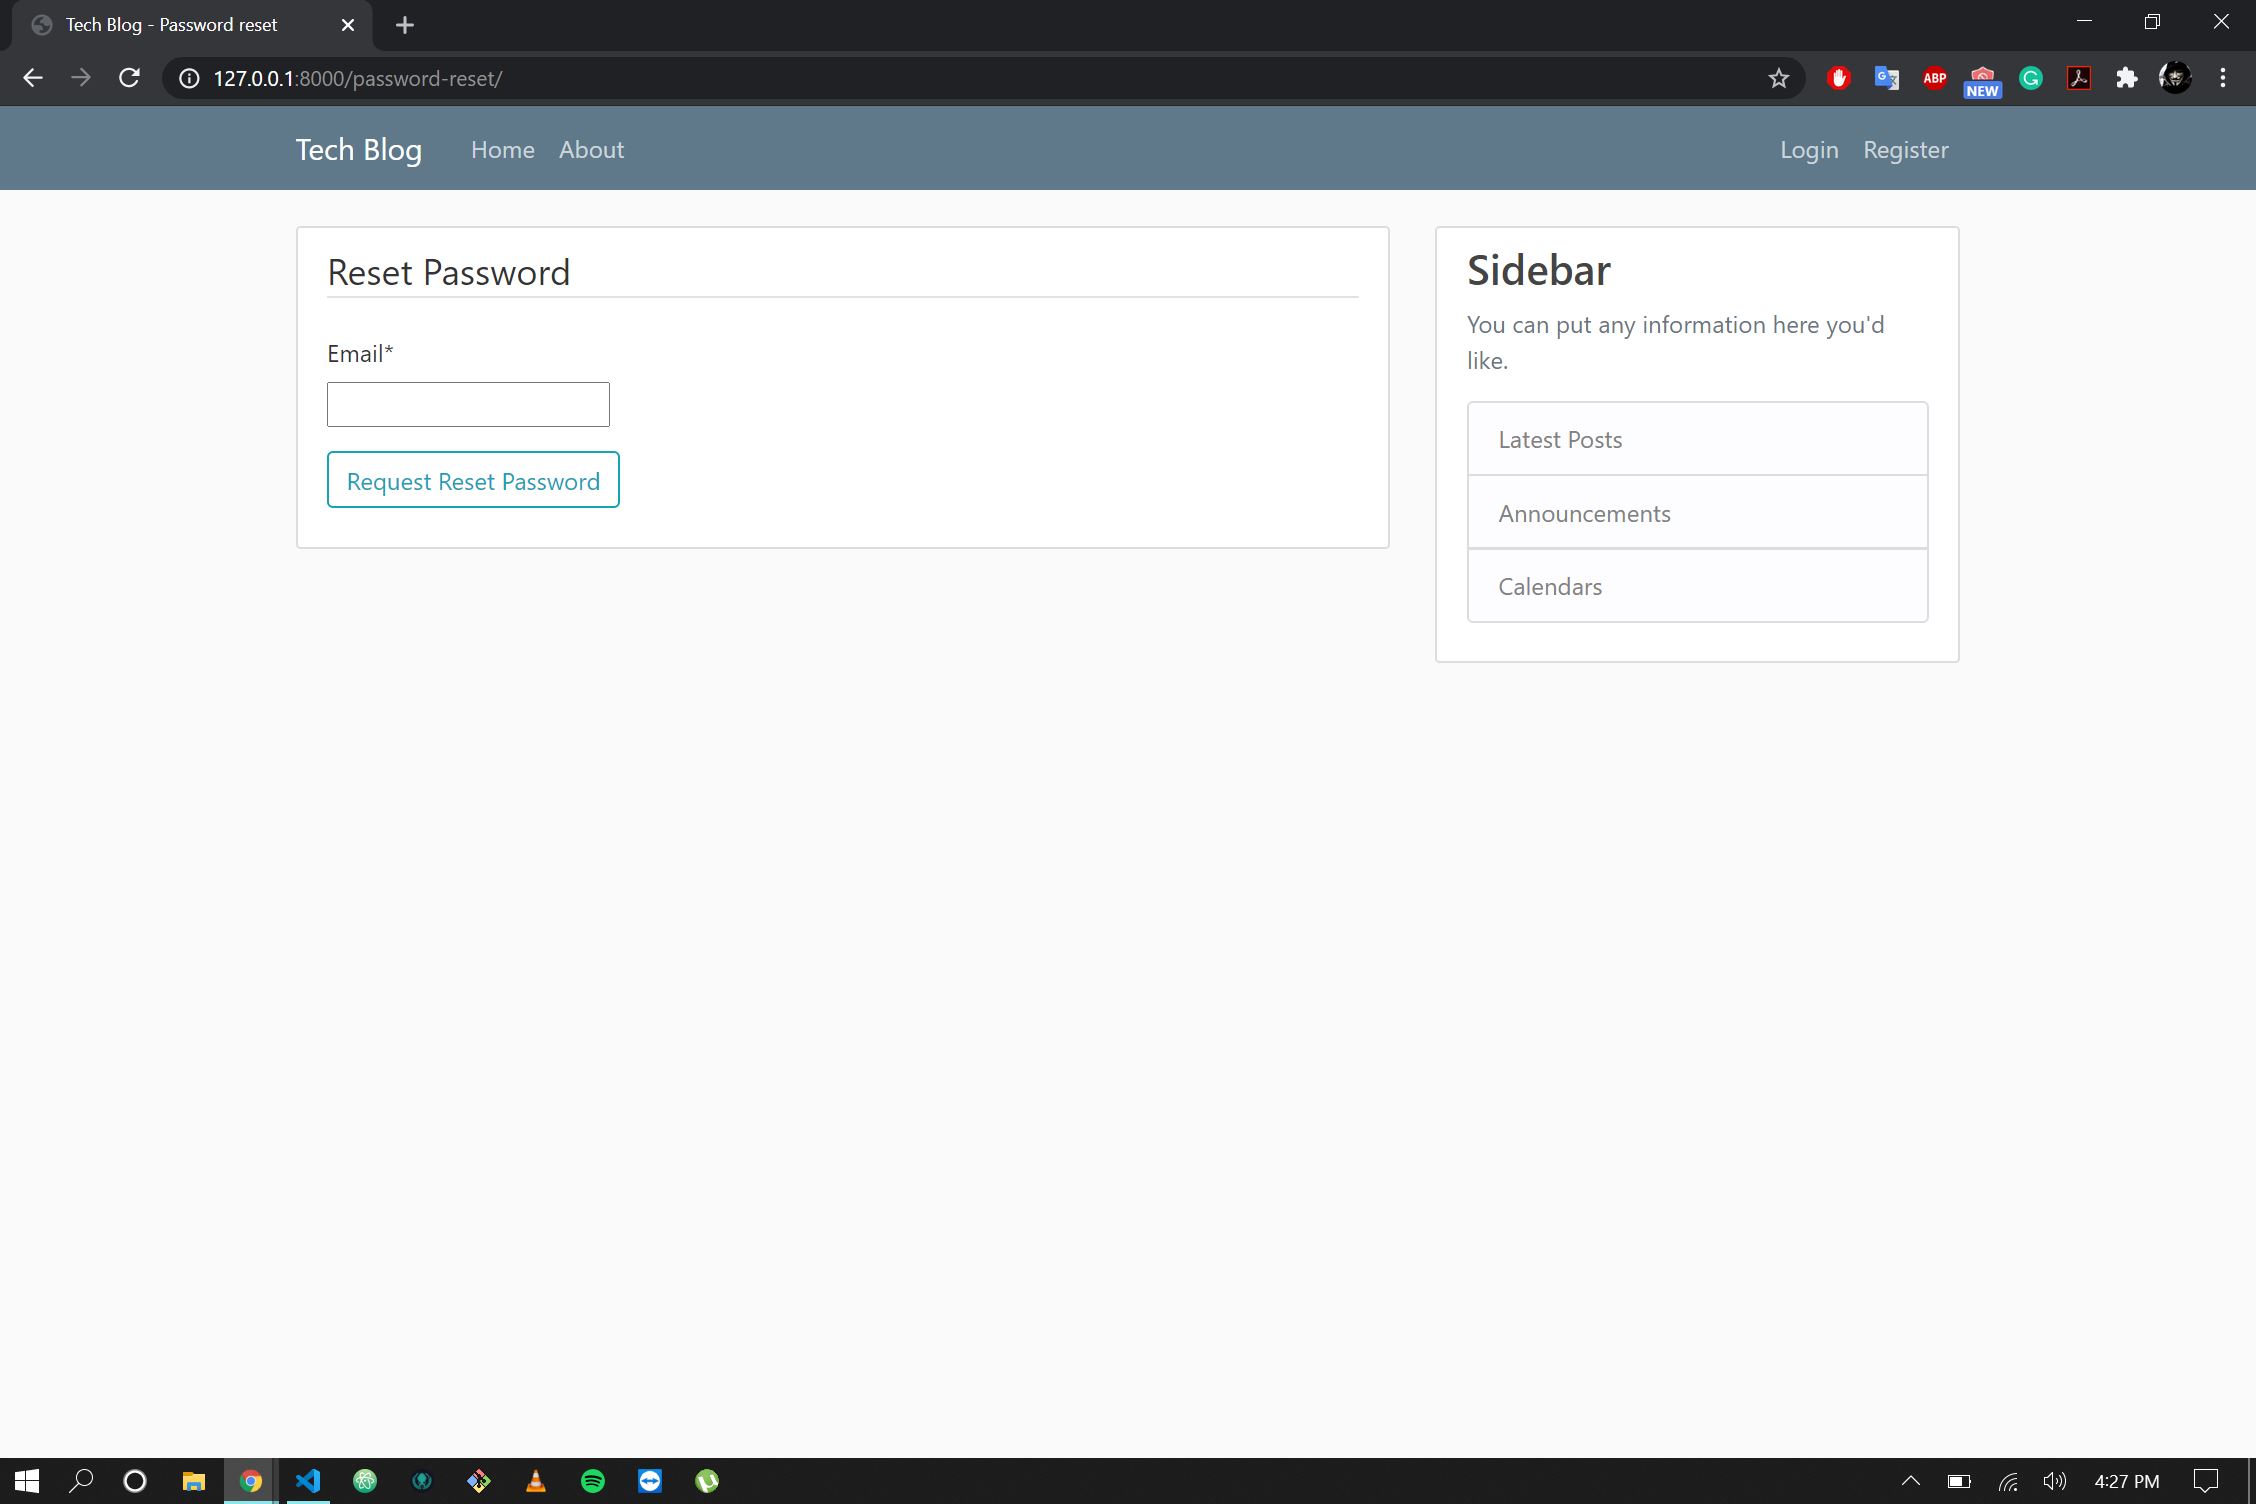 Tech Blog - Password reset
127.0.0.1:8000/password-reset/
ABP
NEW
Tech Blog Home About Login Register
Reset Password
Email*
Request Reset Password
Sidebar
You can put any information here you'd
like.
Latest Posts
Announcements
Calendars
4:27 PM